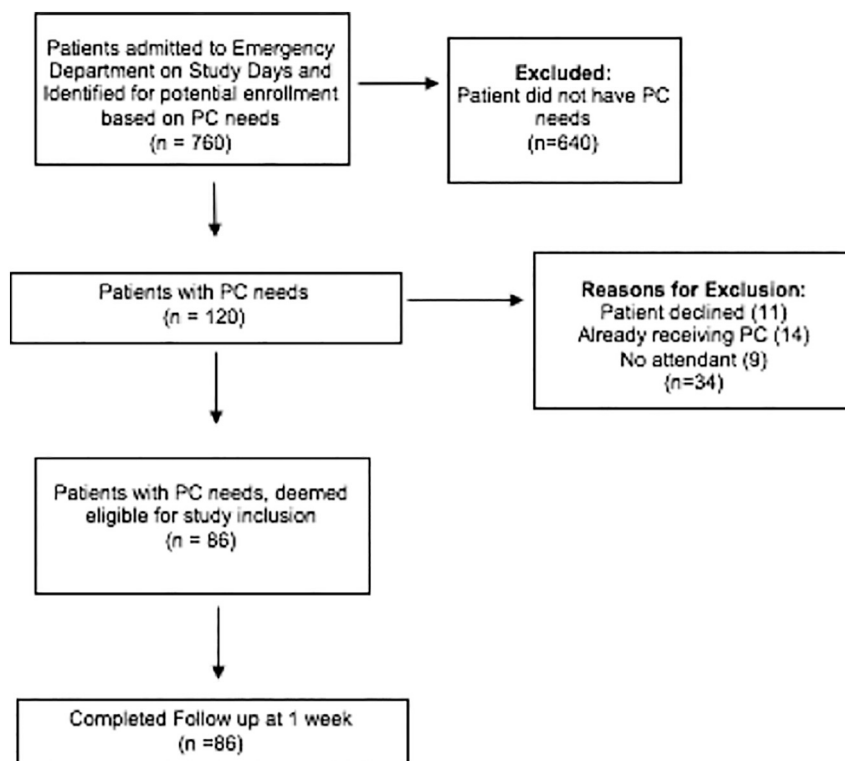 Patients admitted to Emergency
Department on Study Days and
Identified for potential enrollment
based on PC needs
(n = 760)
Excluded:
Patient did not have PC
needs
(n=640)
Patients with PC needs
(n = 120)
Reasons for Exclusion:
Patient declined (11)
Already receiving PC (14)
No attendant (9)
(n=34)
Patients with PC needs, deemed
eligible for study inclusion
(n = 86)
Completed Follow up at 1 week
(n =86)